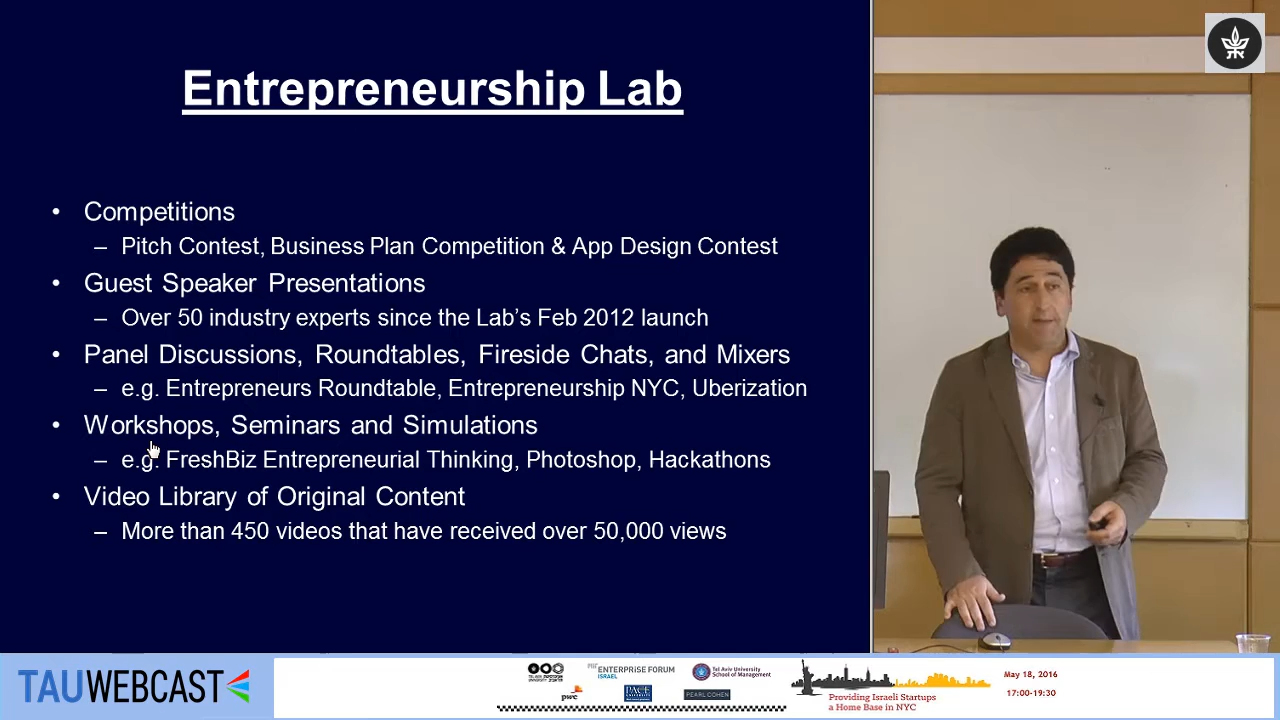 Entrepreneurship Lab
• Competitions
– Pitch Contest, Business Plan Competition & App Design Contest
• Guest Speaker Presentations
– Over 50 industry experts since the Lab's Feb 2012 launch
• Panel Discussions, Roundtables, Fireside Chats, and Mixers
– e.g. Entrepreneurs Roundtable, Entrepreneurship NYC, Uberization
• Workshops, Seminars and Simulations
– e.g. FreshBiz Entrepreneurial Thinking, Photoshop, Hackathons
• Video Library of Original Content
– More than 450 videos that have received over 50,000 views
TAUWEBCAST
MIT ENTERPRISE FORUM
ISRAEL
Tel Aviv University
School of Management
pwc
PACE
PEARL COHEN
Providing Israeli Startups
a Home Base in NYC
May 18, 2016
17:00-19:30